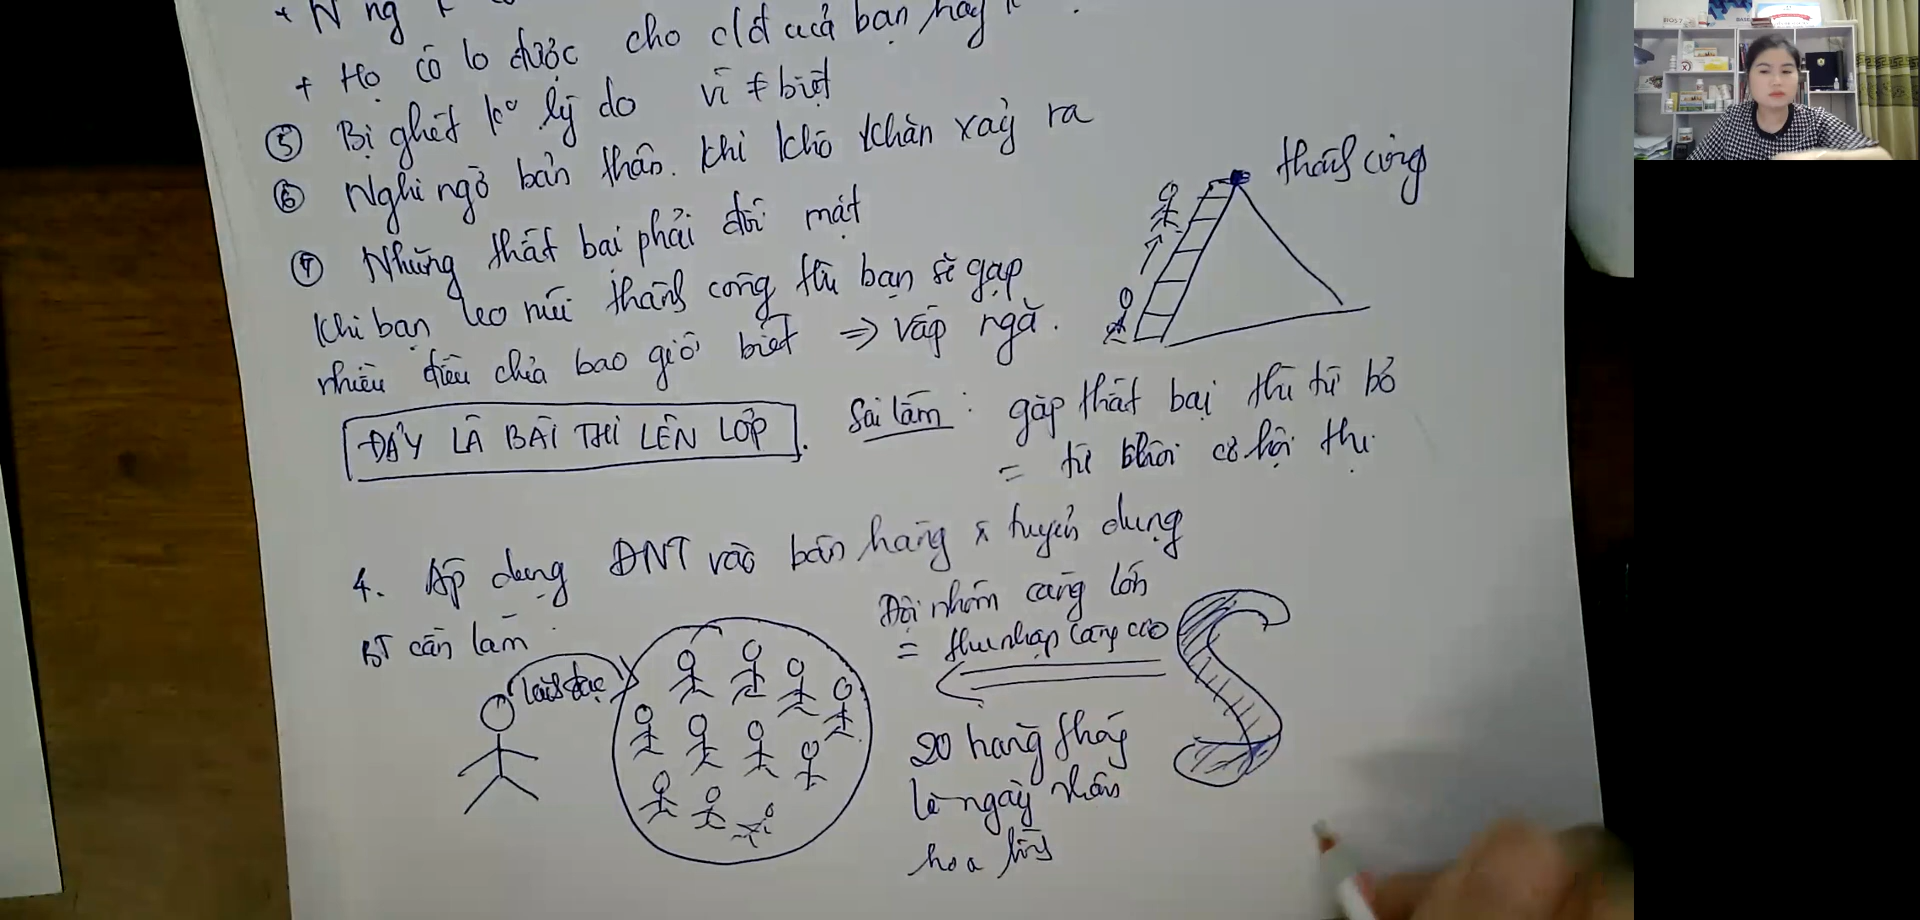 + Họ có lo được cho c/đ của bạn hay k
⑤ Bị ghét ko lý do vì ≠ biệt
⑥ Nghi ngờ bản thân. khi khó khăn xảy ra
⑦ Những thất bại phải đối mặt
Khi bạn leo núi thành công thì bạn sẽ gặp
nhiều điều chưa bao giờ biết ⇒ vấp ngã.
thành công
ĐÂY LÀ BÀI THI LÊN LỚP.
Sai lầm: gặp thất bại thì từ bỏ
= từ khỏi cơ hội thi
4. Áp dụng ĐNT vào bán hàng x tuyển dụng
BT cần làm:
lãnh đạo
Đội nhóm càng lớn
= thu nhập càng cao
20 hàng tháng
là ngày nhận
hoa hồng